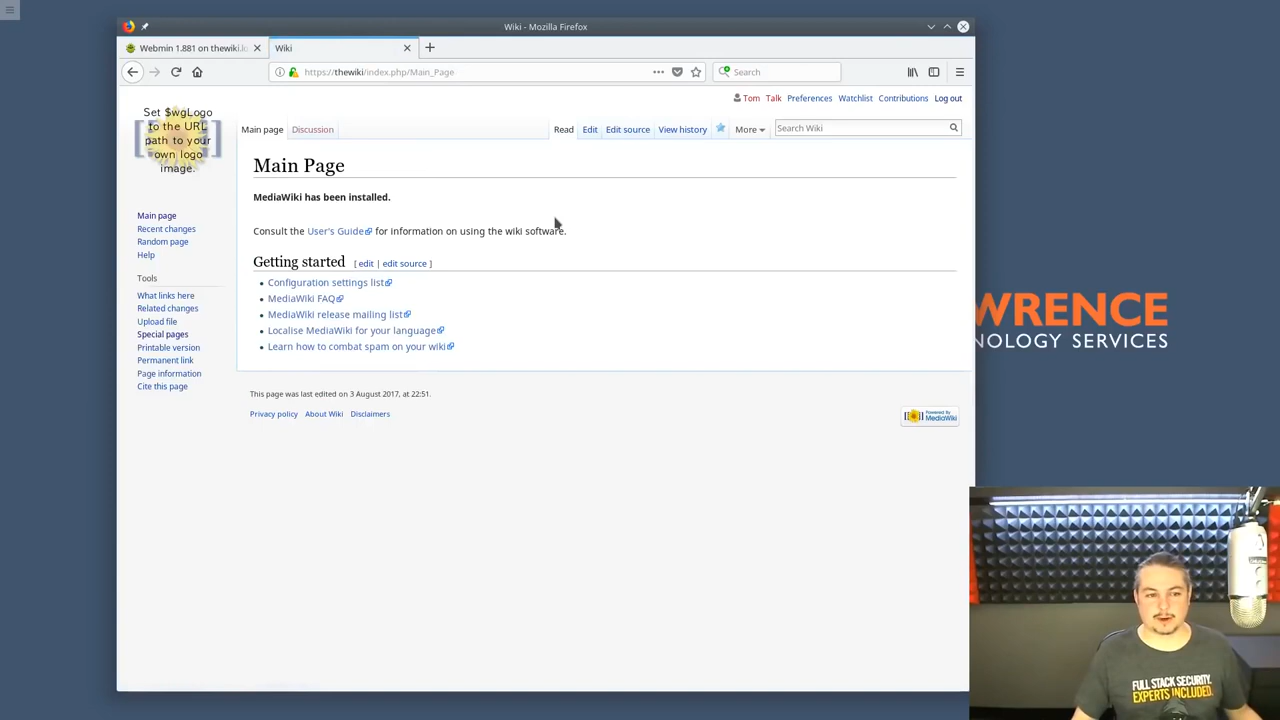 Wiki - Mozilla Firefox
Webmin 1.881 on thewiki.lo
Wiki
https://thewiki/index.php/Main_Page
Search
Tom Talk Preferences Watchlist Contributions Log out
Set $wgLogo
to the URL
path to your
own logo
image.
Main page Discussion Read Edit Edit source View history More
Search Wiki
Main Page
MediaWiki has been installed.
Consult the User's Guide for information on using the wiki software.
Getting started [ edit | edit source ]
• Configuration settings list
• MediaWiki FAQ
• MediaWiki release mailing list
• Localise MediaWiki for your language
• Learn how to combat spam on your wiki
This page was last edited on 3 August 2017, at 22:51.
Privacy policy About Wiki Disclaimers
Powered By
MediaWiki
Main page
Recent changes
Random page
Help
Tools
What links here
Related changes
Upload file
Special pages
Printable version
Permanent link
Page information
Cite this page
WRENCE
NOLOGY SERVICES
FULL STACK SECURITY.
EXPERTS INCLUDED.